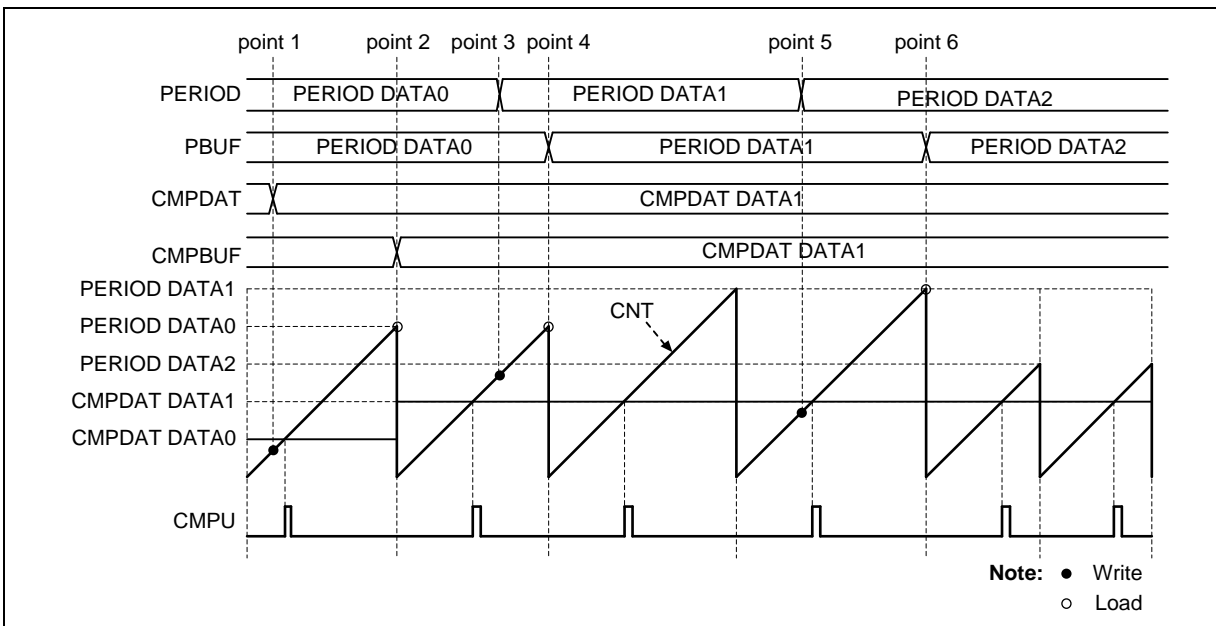 point 1 point 2 point 3 point 4 point 5 point 6
PERIOD PERIOD DATA0 PERIOD DATA1 PERIOD DATA2
PBUF PERIOD DATA0 PERIOD DATA1 PERIOD DATA2
CMPDAT CMPDAT DATA1
CMPBUF CMPDAT DATA1
PERIOD DATA1
CNT
PERIOD DATA0
PERIOD DATA2
CMPDAT DATA1
CMPDAT DATA0
CMPU
Note: Write
Load